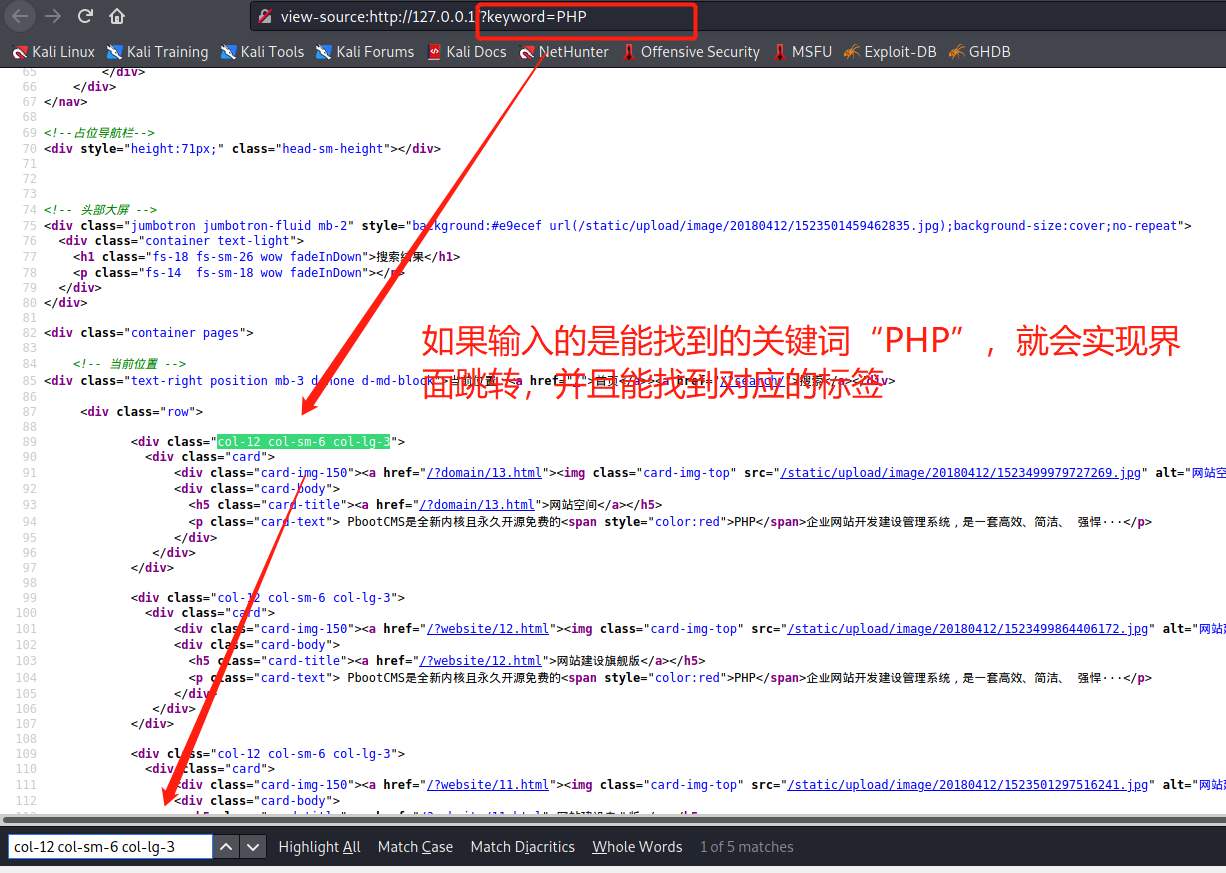 view-source:http://127.0.0.1/?keyword=PHP
Kali Linux Kali Training Kali Tools Kali Forums Kali Docs NetHunter Offensive Security MSFU Exploit-DB GHDB
65 </div>
66 </div>
67 </nav>
68
69 <!--占位导航栏-->
70 <div style="height:71px;" class="head-sm-height"></div>
71
72
73
74 <!-- 头部大屏 -->
75 <div class="jumbotron jumbotron-fluid mb-2" style="background:#e9ecef url(/static/upload/image/20180412/1523501459462835.jpg);background-size:cover;no-repeat">
76 <div class="container text-light">
77 <h1 class="fs-18 fs-sm-26 wow fadeInDown">搜索结果</h1>
78 <p class="fs-14 fs-sm-18 wow fadeInDown"></p>
79 </div>
80 </div>
81
82 <div class="container pages">
83
如果输入的是能找到的关键词“PHP”，就会实现界
面跳转，并且能找到对应的标签
84 <!-- 当前位置 -->
85 <div class="text-right position mb-3 d-none d-md-block">当前位置：<a href="/">首页</a>><a href="/?search/">搜索</a></div>
86
87 <div class="row">
88
89 <div class="col-12 col-sm-6 col-lg-3">
90 <div class="card">
91 <div class="card-img-150"><a href="/?domain/13.html"><img class="card-img-top" src="/static/upload/image/20180412/1523499979727269.jpg" alt="网站空
92 <div class="card-body">
93 <h5 class="card-title"><a href="/?domain/13.html">网站空间</a></h5>
94 <p class="card-text"> PbootCMS是全新内核且永久开源免费的<span style="color:red">PHP</span>企业网站开发建设管理系统，是一套高效、简洁、 强悍···</p>
95 </div>
96 </div>
97 </div>
98
99 <div class="col-12 col-sm-6 col-lg-3">
100 <div class="card">
101 <div class="card-img-150"><a href="/?website/12.html"><img class="card-img-top" src="/static/upload/image/20180412/1523499864406172.jpg" alt="网站建
102 <div class="card-body">
103 <h5 class="card-title"><a href="/?website/12.html">网站建设旗舰版</a></h5>
104 <p class="card-text"> PbootCMS是全新内核且永久开源免费的<span style="color:red">PHP</span>企业网站开发建设管理系统，是一套高效、简洁、 强悍···</p>
105 </div>
106 </div>
107 </div>
108
109 <div class="col-12 col-sm-6 col-lg-3">
110 <div class="card">
111 <div class="card-img-150"><a href="/?website/11.html"><img class="card-img-top" src="/static/upload/image/20180412/1523501297516241.jpg" alt="网站建
112 <div class="card-body">
col-12 col-sm-6 col-lg-3 Highlight All Match Case Match Diacritics Whole Words 1 of 5 matches